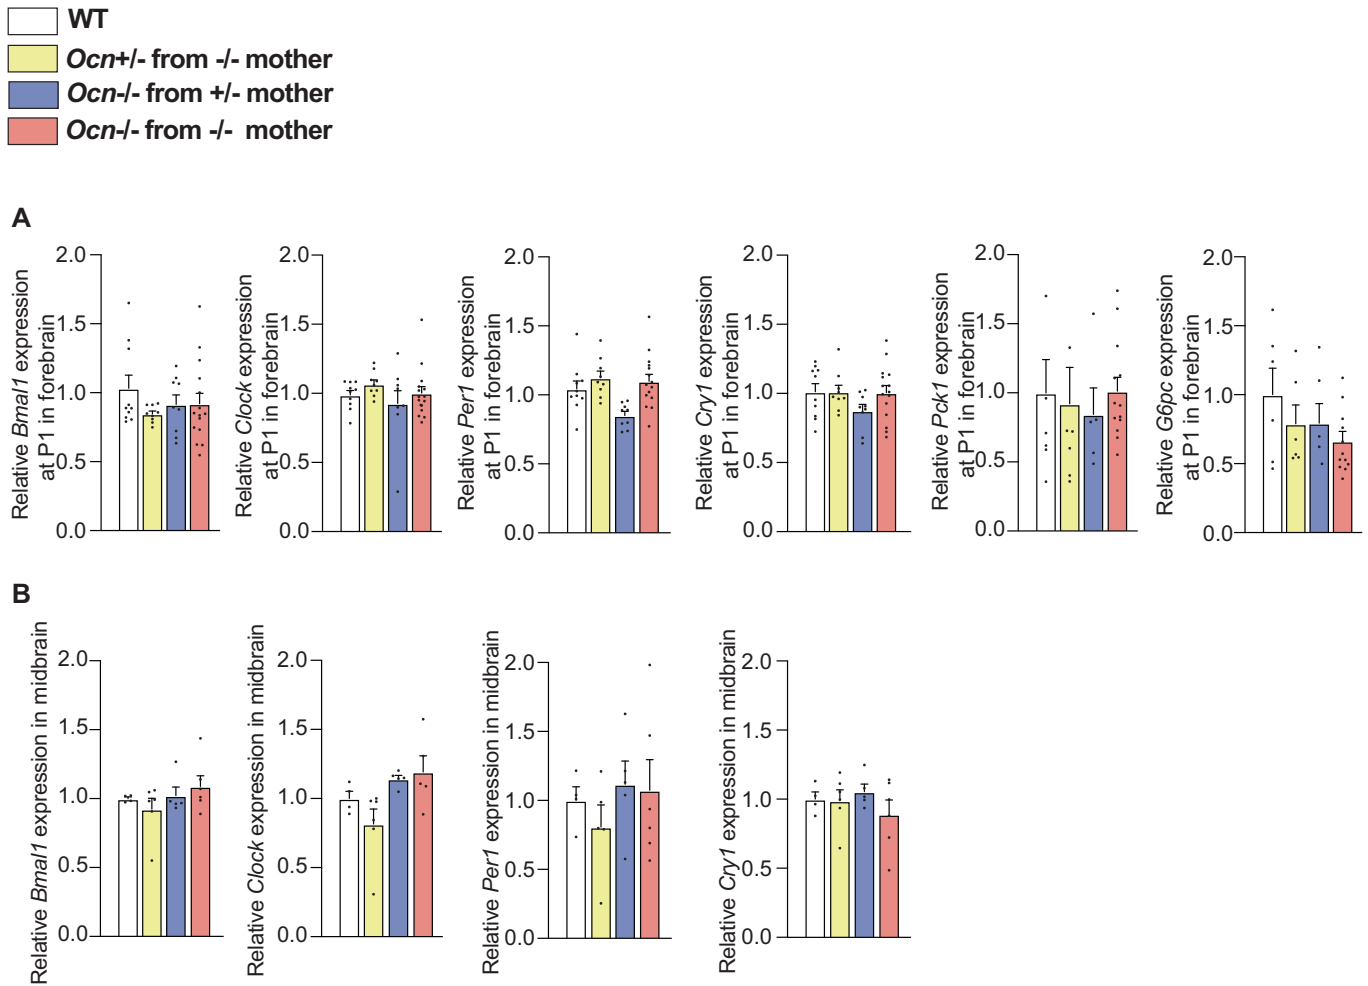 WT
Ocn+/- from -/- mother
Ocn-/- from +/- mother
Ocn-/- from -/- mother
A
Relative Bmal1 expression
at P1 in forebrain
2.0
1.5
1.0
0.5
0.0
Relative Clock expression
at P1 in forebrain
2.0
1.5
1.0
0.5
0.0
Relative Per1 expression
at P1 in forebrain
2.0
1.5
1.0
0.5
0.0
Relative Cry1 expression
at P1 in forebrain
2.0
1.5
1.0
0.5
0.0
Relative Pck1 expression
at P1 in forebrain
2.0
1.5
1.0
0.5
0.0
Relative G6pc expression
at P1 in forebrain
2.0
1.5
1.0
0.5
0.0
B
Relative Bmal1 expression in midbrain
2.0
1.5
1.0
0.5
0.0
Relative Clock expression in midbrain
2.0
1.5
1.0
0.5
0.0
Relative Per1 expression in midbrain
2.0
1.5
1.0
0.5
0.0
Relative Cry1 expression in midbrain
2.0
1.5
1.0
0.5
0.0